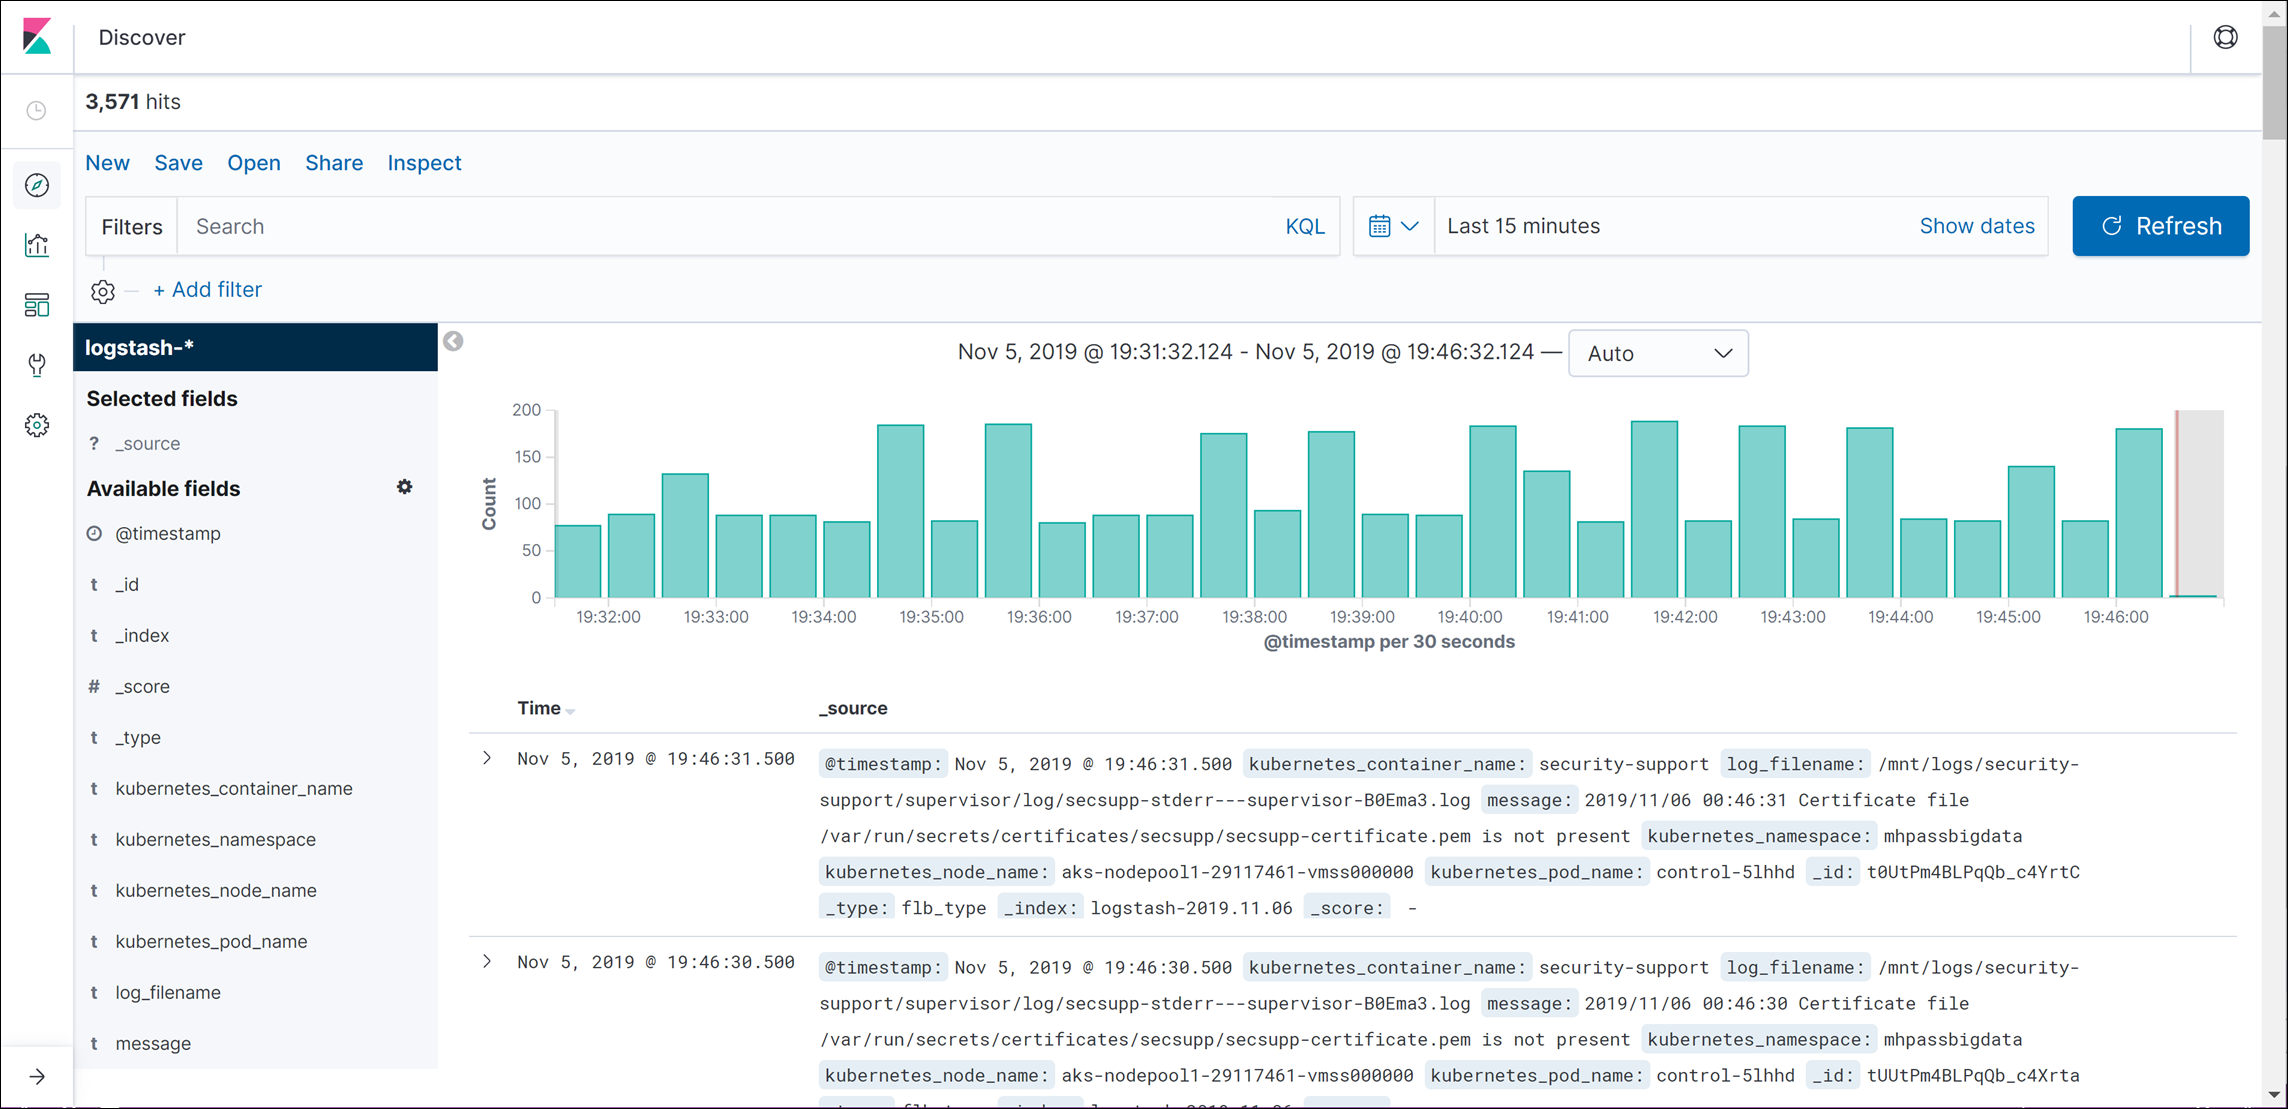 Discover
3,571 hits
New Save Open Share Inspect
Filters Search KQL Last 15 minutes Show dates Refresh
+ Add filter
logstash-*
Selected fields
? _source
Available fields
@timestamp
t _id
t _index
# _score
t _type
t kubernetes_container_name
t kubernetes_namespace
t kubernetes_node_name
t kubernetes_pod_name
t log_filename
t message
Nov 5, 2019 @ 19:31:32.124 - Nov 5, 2019 @ 19:46:32.124 — Auto
200
150
100
50
0
Count
19:32:00 19:33:00 19:34:00 19:35:00 19:36:00 19:37:00 19:38:00 19:39:00 19:40:00 19:41:00 19:42:00 19:43:00 19:44:00 19:45:00 19:46:00
@timestamp per 30 seconds
Time _source
Nov 5, 2019 @ 19:46:31.500 @timestamp: Nov 5, 2019 @ 19:46:31.500 kubernetes_container_name: security-support log_filename: /mnt/logs/security-
support/supervisor/log/secsupp-stderr---supervisor-B0Ema3.log message: 2019/11/06 00:46:31 Certificate file
/var/run/secrets/certificates/secsupp/secsupp-certificate.pem is not present kubernetes_namespace: mhpassbigdata
kubernetes_node_name: aks-nodepool1-29117461-vmss000000 kubernetes_pod_name: control-5lhhd _id: t0UtPm4BLPqQb_c4YrtC
_type: flb_type _index: logstash-2019.11.06 _score: -
Nov 5, 2019 @ 19:46:30.500 @timestamp: Nov 5, 2019 @ 19:46:30.500 kubernetes_container_name: security-support log_filename: /mnt/logs/security-
support/supervisor/log/secsupp-stderr---supervisor-B0Ema3.log message: 2019/11/06 00:46:30 Certificate file
/var/run/secrets/certificates/secsupp/secsupp-certificate.pem is not present kubernetes_namespace: mhpassbigdata
kubernetes_node_name: aks-nodepool1-29117461-vmss000000 kubernetes_pod_name: control-5lhhd _id: tUUtPm4BLPqQb_c4Xrta